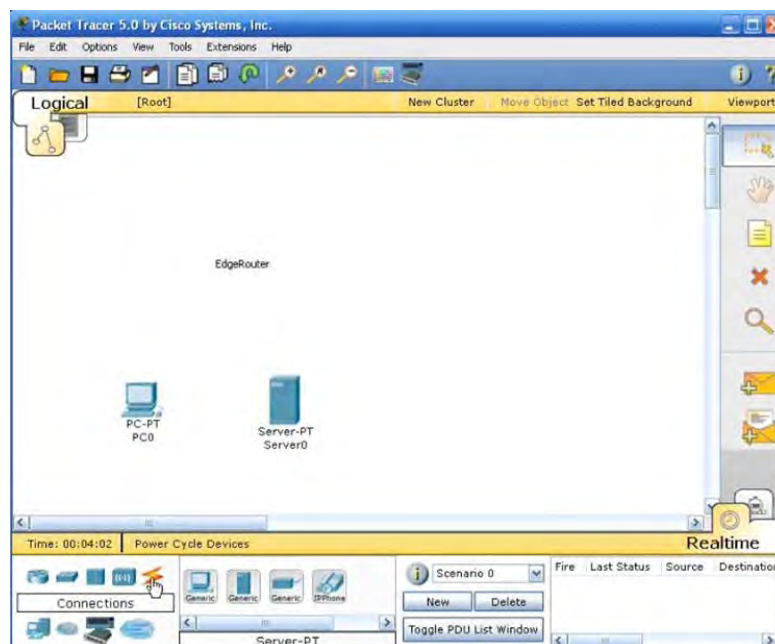 Packet Tracer 5.0 by Cisco Systems, Inc.
File Edit Options View Tools Extensions Help
Logical [Root] New Cluster Move Object Set Tiled Background Viewport
EdgeRouter
PC-PT
PC0
Server-PT
Server0
Time: 00:04:02 Power Cycle Devices Realtime
Fire Last Status Source Destination
Scenario 0
Generic Generic Generic IPPhone
Connections
New Delete
Toggle PDU List Window
Server-PT